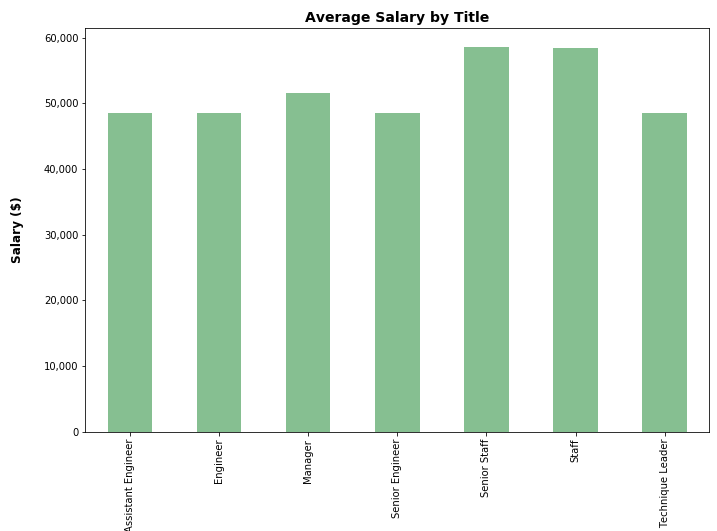 Average Salary by Title
Salary ($)
60,000
50,000
40,000
30,000
20,000
10,000
0
Assistant Engineer
Engineer
Manager
Senior Engineer
Senior Staff
Staff
Technique Leader